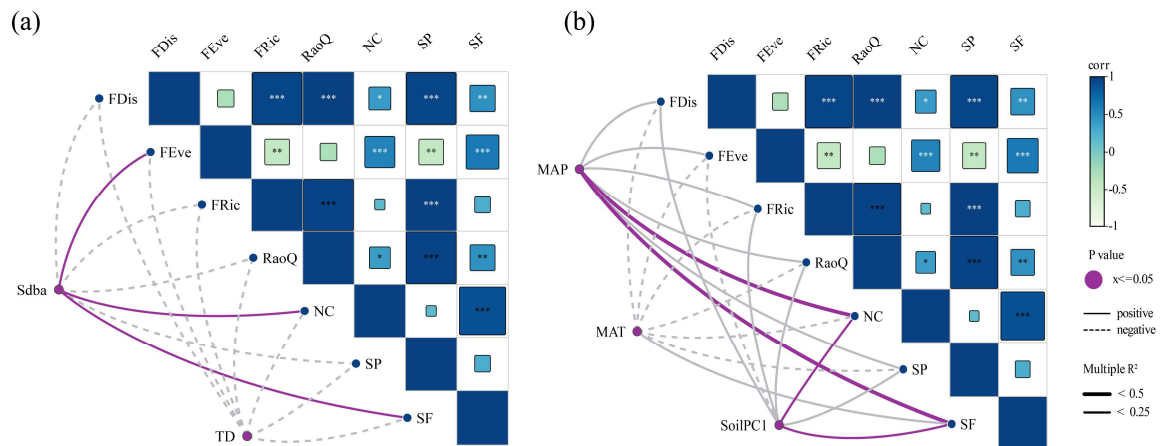 (a)
FDis FEve FRic RaoQ NC SP SF
FDis *** *** * *** **
FEve ** *** ** ***
FRic *** ***
RaoQ * *** **
Sdba
NC ***
SP
SF
TD
(b)
FDis FEve FRic RaoQ NC SP SF
FDis *** *** * *** **
FEve ** *** ** ***
MAP
FRic *** ***
RaoQ * *** **
NC ***
MAT
SP
SF
SoilPC1
corr
1
0.5
0
-0.5
-1
P value
x<=0.05
positive
negative
Multiple R²
< 0.5
< 0.25